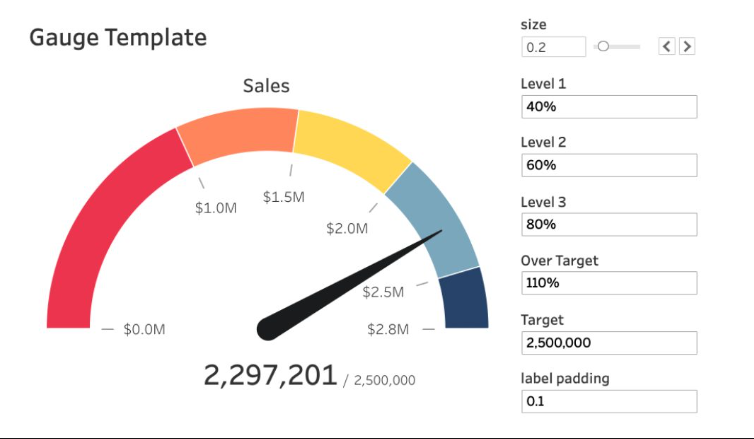 Gauge Template
Sales
$0.0M
$1.0M
$1.5M
$2.0M
$2.5M
$2.8M
2,297,201 / 2,500,000
size
0.2
Level 1
40%
Level 2
60%
Level 3
80%
Over Target
110%
Target
2,500,000
label padding
0.1